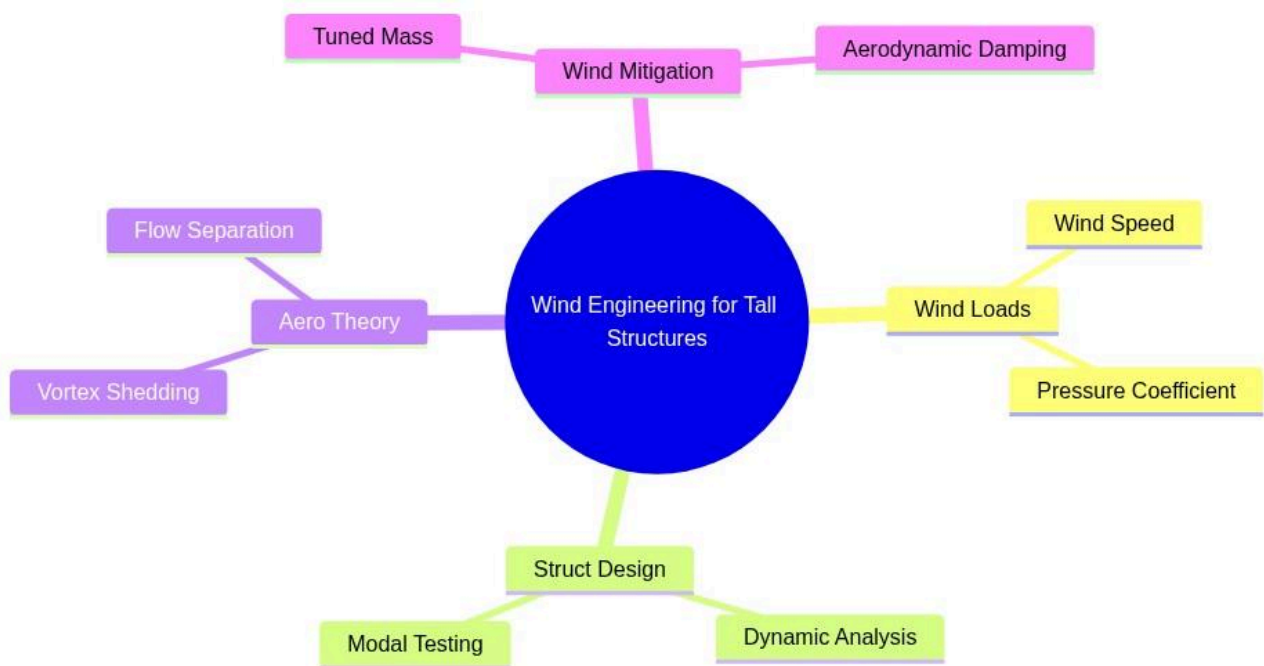 Tuned Mass
Aerodynamic Damping
Wind Mitigation
Flow Separation
Wind Speed
Wind Engineering for Tall
Structures
Aero Theory
Wind Loads
Vortex Shedding
Pressure Coefficient
Struct Design
Modal Testing
Dynamic Analysis